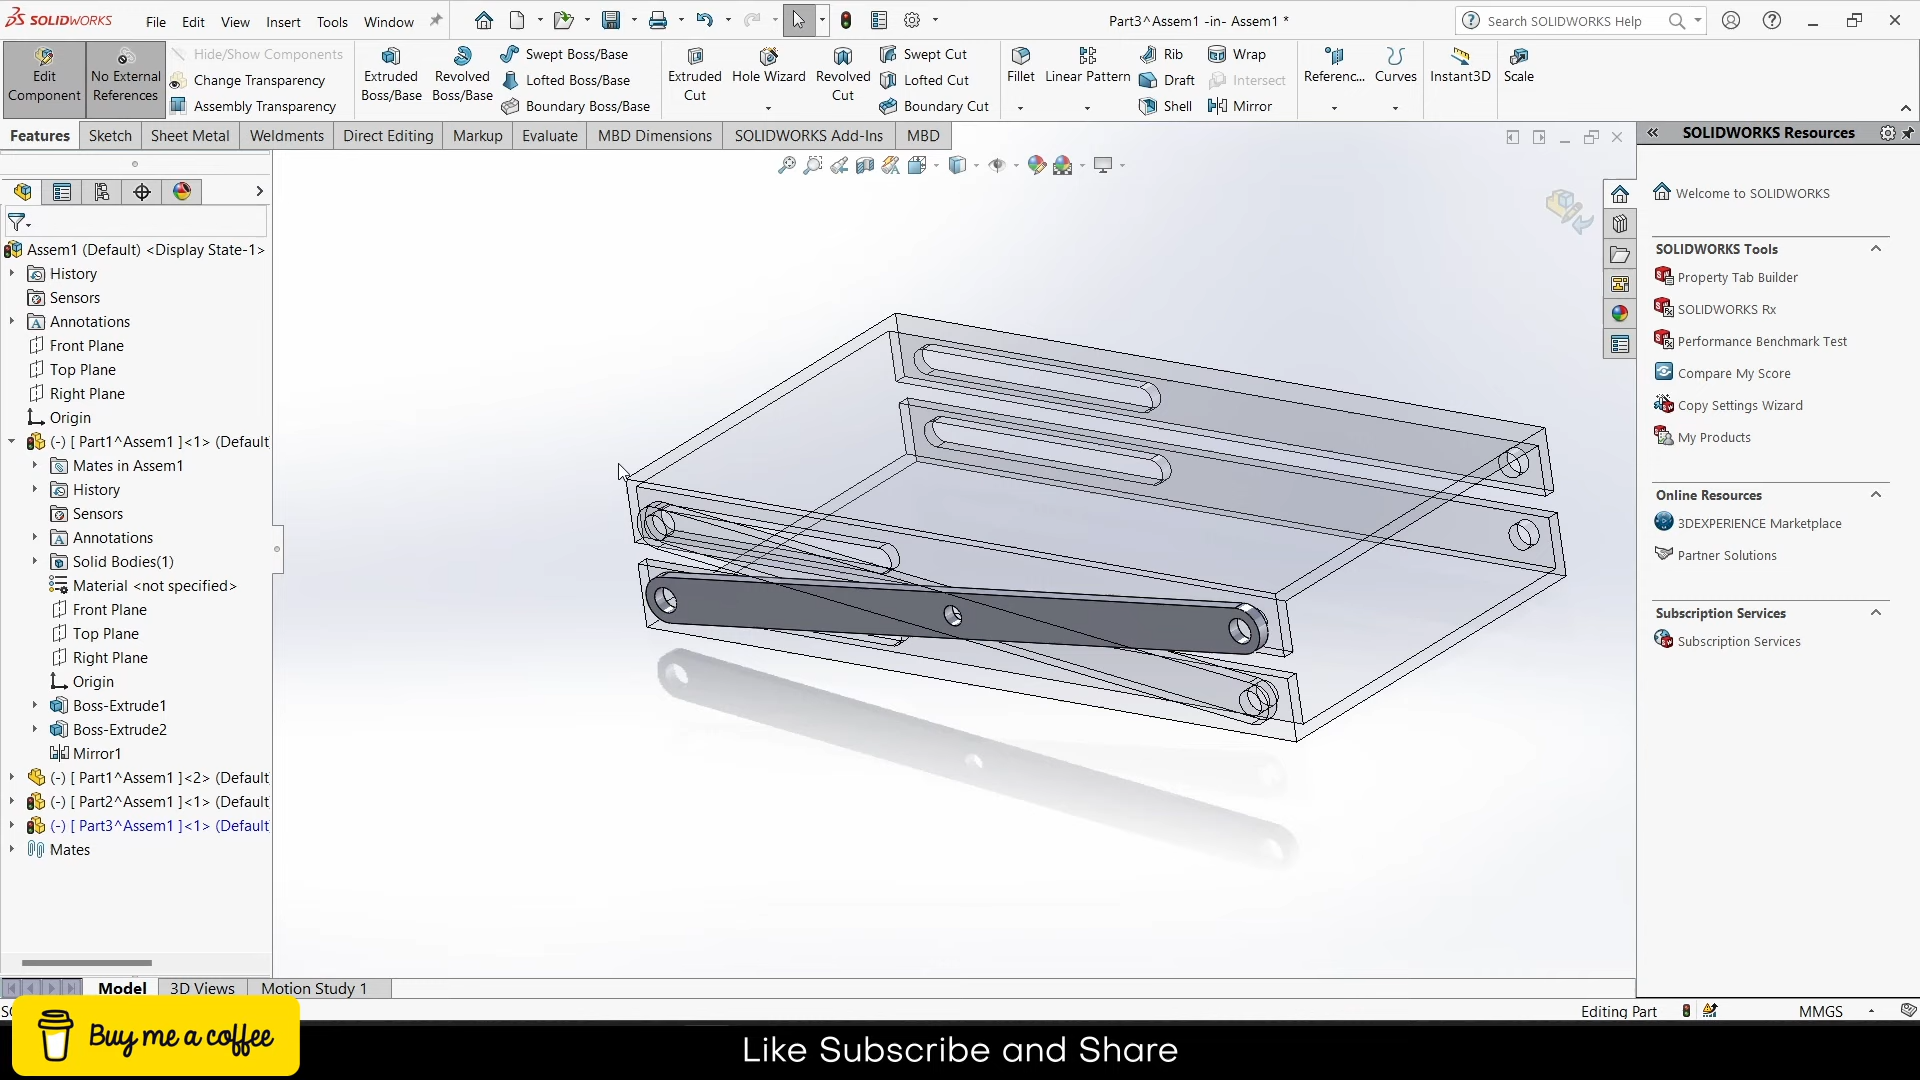 SOLIDWORKS File Edit View Insert Tools Window Part3^Assem1 -in- Assem1 * Search SOLIDWORKS Help
Edit Component
No External References
Hide/Show Components
Change Transparency
Assembly Transparency
Extruded Boss/Base
Revolved Boss/Base
Swept Boss/Base
Lofted Boss/Base
Boundary Boss/Base
Extruded Cut
Hole Wizard
Revolved Cut
Swept Cut
Lofted Cut
Boundary Cut
Fillet
Linear Pattern
Rib
Draft
Shell
Wrap
Intersect
Mirror
Referenc...
Curves
Instant3D
Scale
Features Sketch Sheet Metal Weldments Direct Editing Markup Evaluate MBD Dimensions SOLIDWORKS Add-Ins MBD
Assem1 (Default) <Display State-1>
History
Sensors
Annotations
Front Plane
Top Plane
Right Plane
Origin
(-) [ Part1^Assem1 ]<1> (Default
Mates in Assem1
History
Sensors
Annotations
Solid Bodies(1)
Material <not specified>
Front Plane
Top Plane
Right Plane
Origin
Boss-Extrude1
Boss-Extrude2
Mirror1
(-) [ Part1^Assem1 ]<2> (Default
(-) [ Part2^Assem1 ]<1> (Default
(-) [ Part3^Assem1 ]<1> (Default
Mates
SOLIDWORKS Resources
Welcome to SOLIDWORKS
SOLIDWORKS Tools
Property Tab Builder
SOLIDWORKS Rx
Performance Benchmark Test
Compare My Score
Copy Settings Wizard
My Products
Online Resources
3DEXPERIENCE Marketplace
Partner Solutions
Subscription Services
Subscription Services
Model 3D Views Motion Study 1
Editing Part MMGS
Buy me a coffee
Like Subscribe and Share